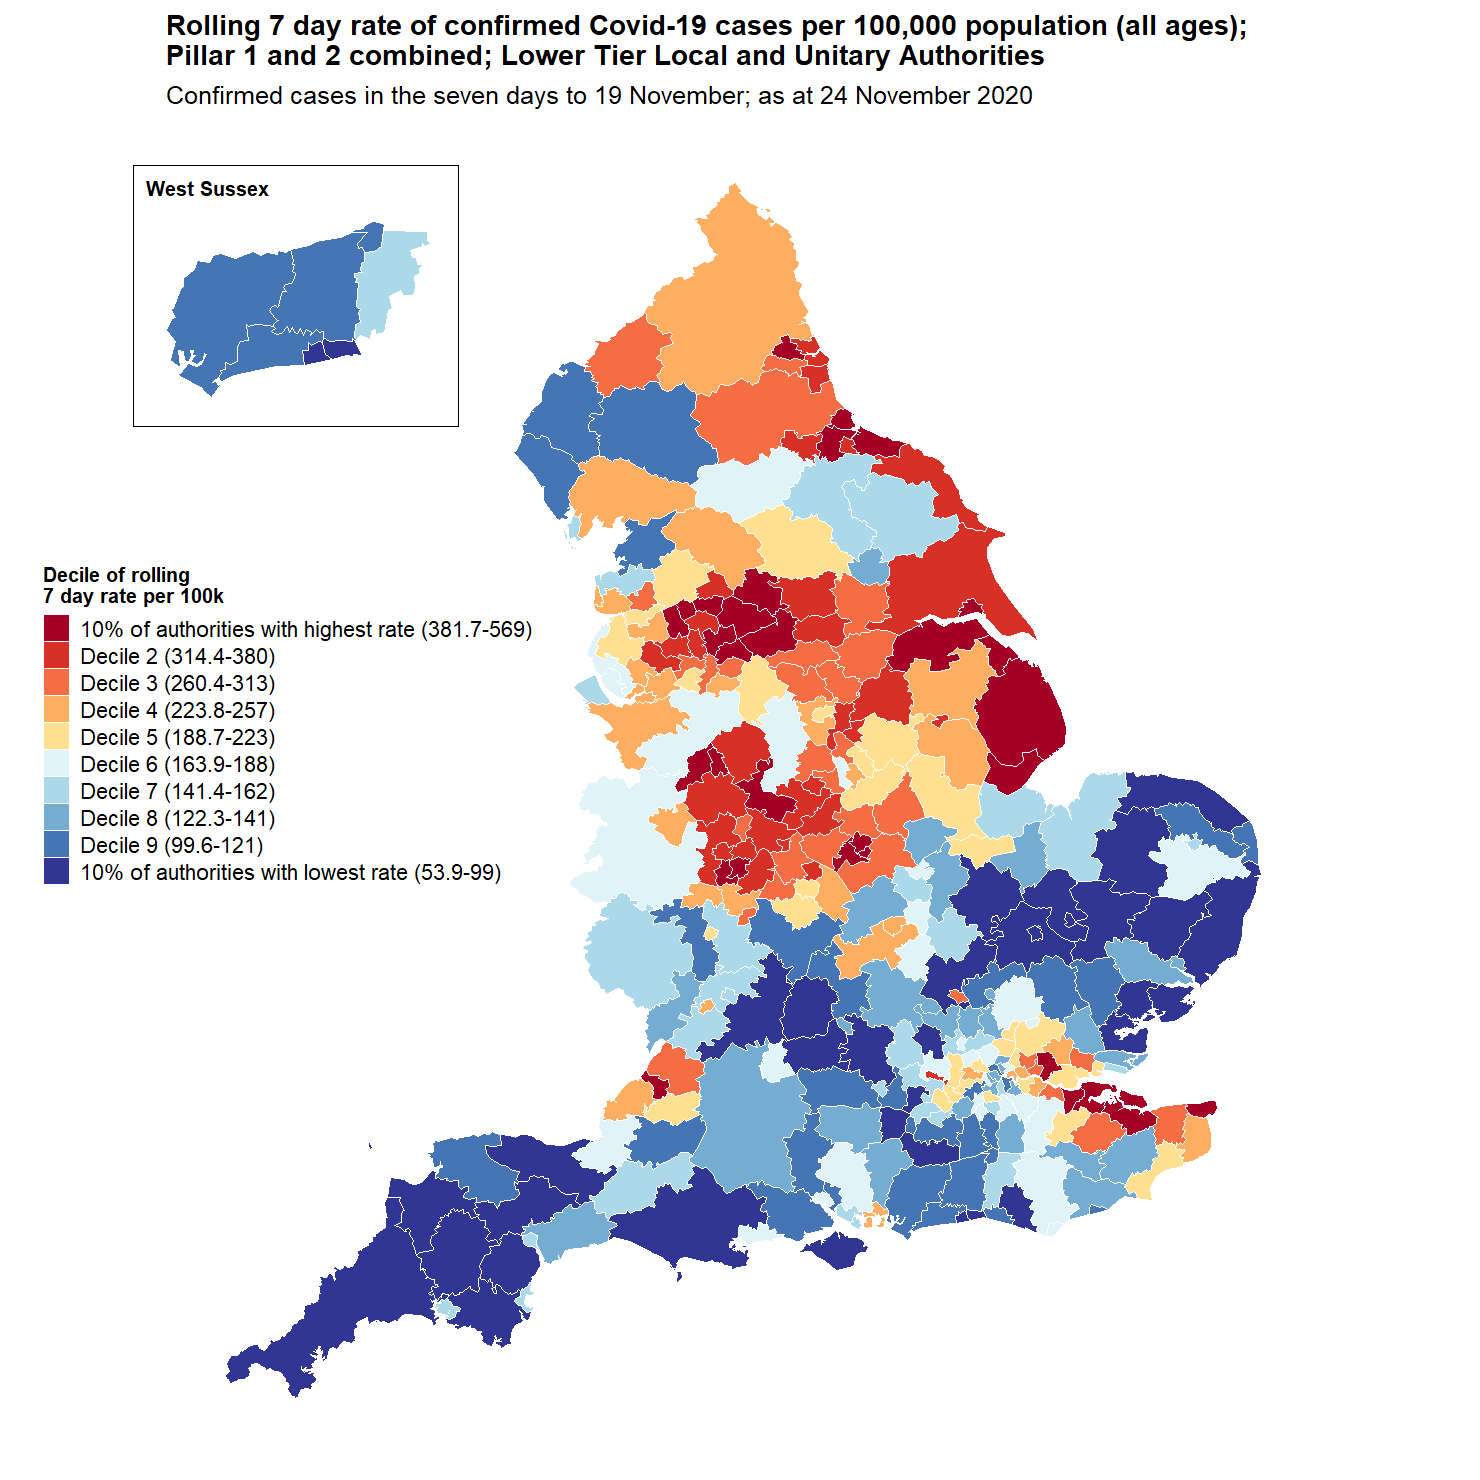 Rolling 7 day rate of confirmed Covid-19 cases per 100,000 population (all ages);
Pillar 1 and 2 combined; Lower Tier Local and Unitary Authorities
Confirmed cases in the seven days to 19 November; as at 24 November 2020
West Sussex
Decile of rolling
7 day rate per 100k
10% of authorities with highest rate (381.7-569)
Decile 2 (314.4-380)
Decile 3 (260.4-313)
Decile 4 (223.8-257)
Decile 5 (188.7-223)
Decile 6 (163.9-188)
Decile 7 (141.4-162)
Decile 8 (122.3-141)
Decile 9 (99.6-121)
10% of authorities with lowest rate (53.9-99)